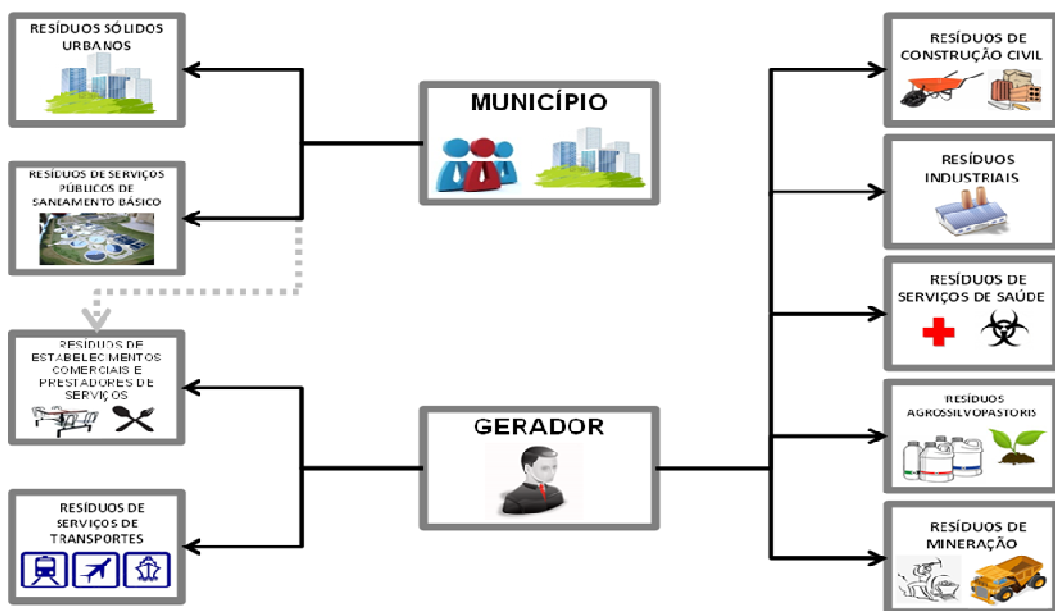 RESÍDUOS SÓLIDOS
URBANOS
RESÍDUOS DE SERVIÇOS
PÚBLICOS DE
SANEAMENTO BÁSICO
RESÍDUOS DE
ESTABELECIMENTOS
COMERCIAIS E
PRESTADORES DE
SERVIÇOS
RESÍDUOS DE
SERVIÇOS DE
TRANSPORTES
MUNICÍPIO
GERADOR
RESÍDUOS DE
CONSTRUÇÃO CIVIL
RESÍDUOS
INDUSTRIAIS
RESÍDUOS DE
SERVIÇOS DE SAÚDE
RESÍDUOS
AGROSSILVOPASTORIS
RESÍDUOS DE
MINERAÇÃO